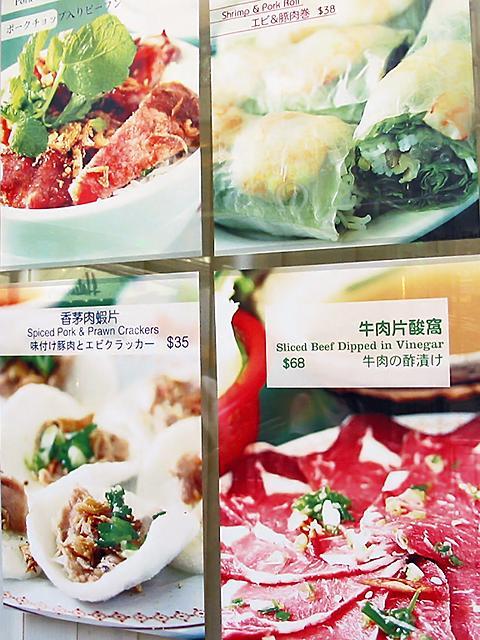 ポークチョップ入りビーフン
Shrimp & Pork Roll
エビ&豚肉巻 $38
香茅肉蝦片
Spiced Pork & Prawn Crackers
味付け豚肉とエビクラッカー $35
牛肉片酸窩
Sliced Beef Dipped in Vinegar
$68 牛肉の酢漬け